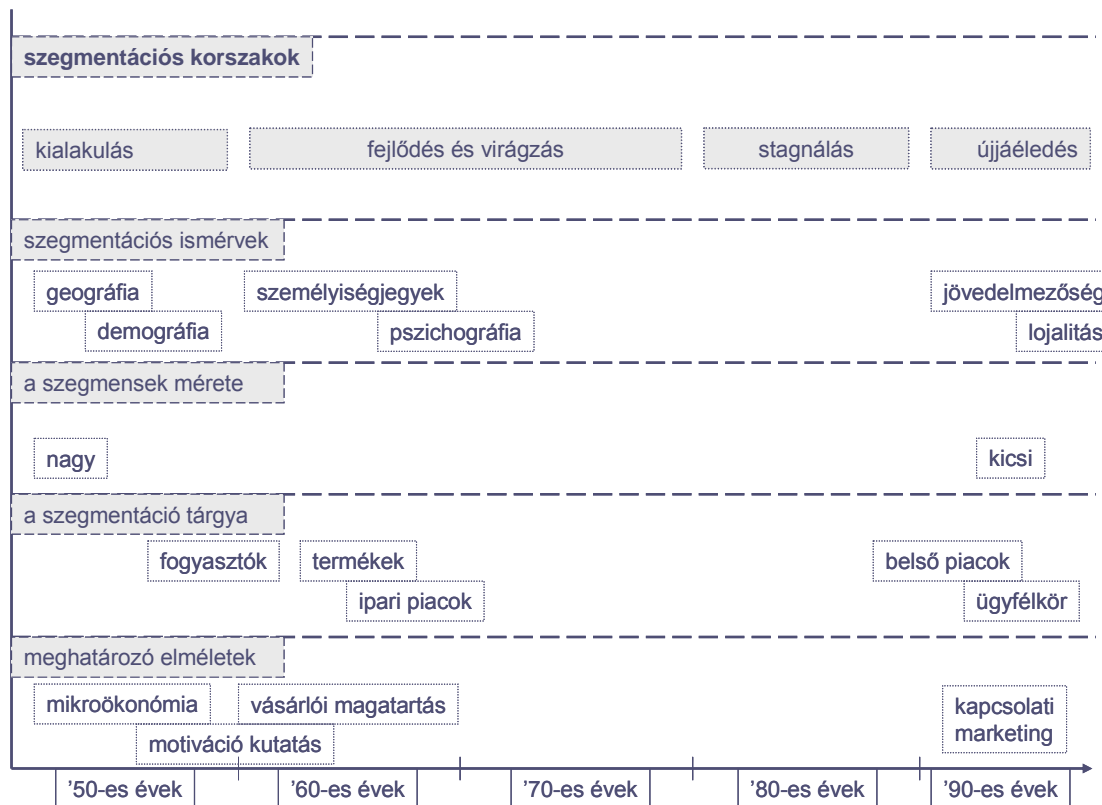 szegmentációs korszakok
kialakulás
fejlődés és virágzás
stagnálás
újjáéledés
szegmentációs ismérvek
geográfia
személyiségjegyek
jövedelmezőség
demográfia
pszichográfia
lojalitás
a szegmensek mérete
nagy
kicsi
a szegmentáció tárgya
fogyasztók
termékek
belső piacok
ipari piacok
ügyfélkör
meghatározó elméletek
mikroökonómia
vásárlói magatartás
kapcsolati
marketing
motiváció kutatás
’50-es évek
’60-es évek
’70-es évek
’80-es évek
’90-es évek